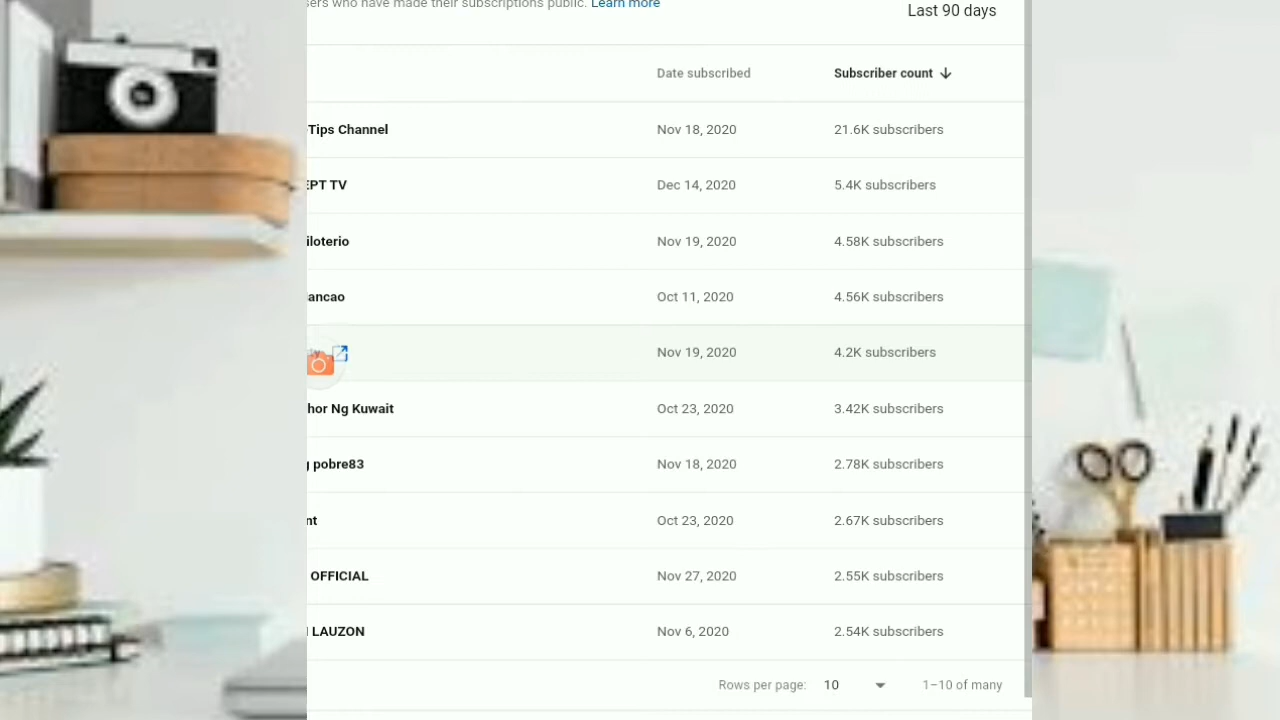 sers who have made their subscriptions public. Learn more
Last 90 days
Date subscribed Subscriber count
Tips Channel Nov 18, 2020 21.6K subscribers
EPT TV Dec 14, 2020 5.4K subscribers
iloterio Nov 19, 2020 4.58K subscribers
ancao Oct 11, 2020 4.56K subscribers
Nov 19, 2020 4.2K subscribers
hor Ng Kuwait Oct 23, 2020 3.42K subscribers
pobre83 Nov 18, 2020 2.78K subscribers
nt Oct 23, 2020 2.67K subscribers
OFFICIAL Nov 27, 2020 2.55K subscribers
LAUZON Nov 6, 2020 2.54K subscribers
Rows per page: 10 1–10 of many